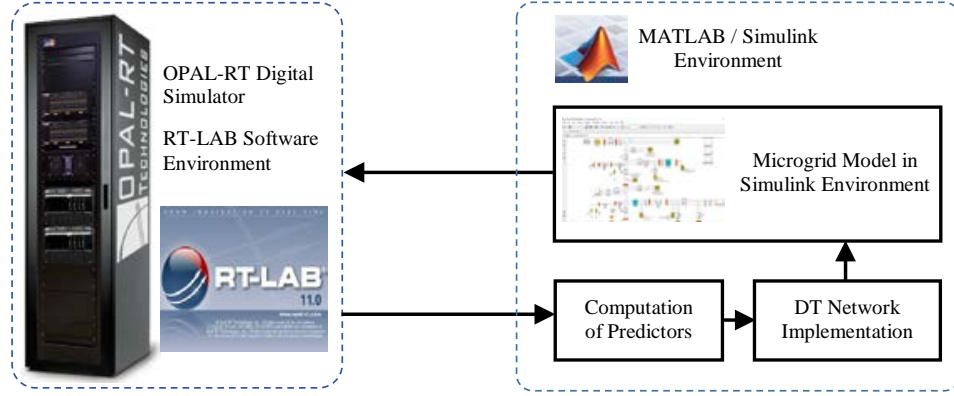 OPAL-RT
TECHNOLOGIES
OPAL-RT Digital
Simulator
RT-LAB Software
Environment
RT-LAB
11.0
MATLAB / Simulink
Environment
Microgrid Model in
Simulink Environment
Computation
of Predictors
DT Network
Implementation